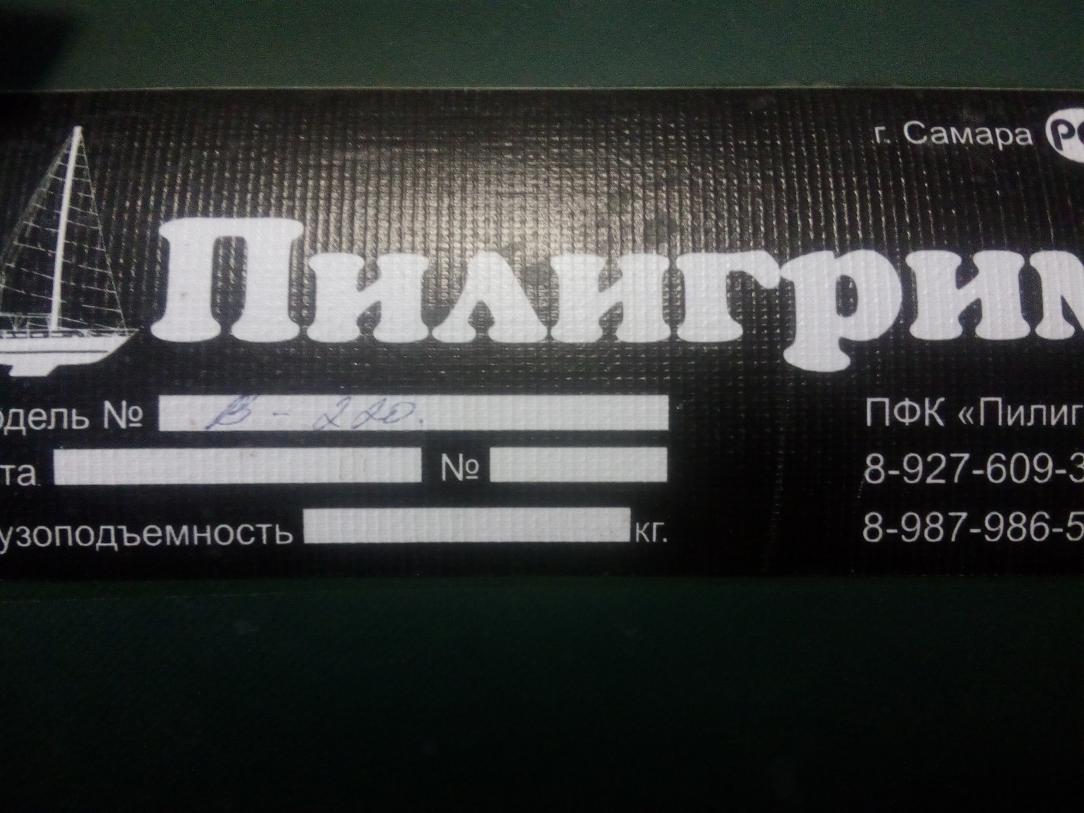 г. Самара
Пилигрим
одель № В - 220.
та №
узоподъемность кг.
ПФК «Пилиг
8-927-609-3
8-987-986-5